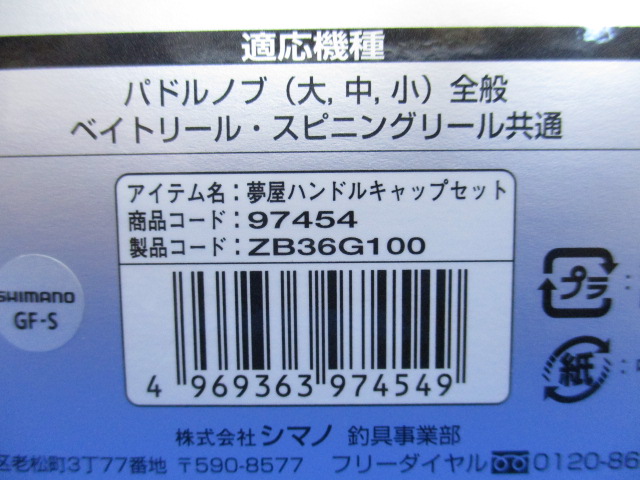 適応機種
パドルノブ（大, 中, 小）全般
ベイトリール・スピニングリール共通
アイテム名：夢屋ハンドルキャップセット
商品コード：97454
製品コード：ZB36G100
SHIMANO
GF-S
プラ
紙
4 969363 974549
株式会社 シマノ 釣具事業部
区老松町3丁77番地 〒590-8577 フリーダイヤル 0120-86